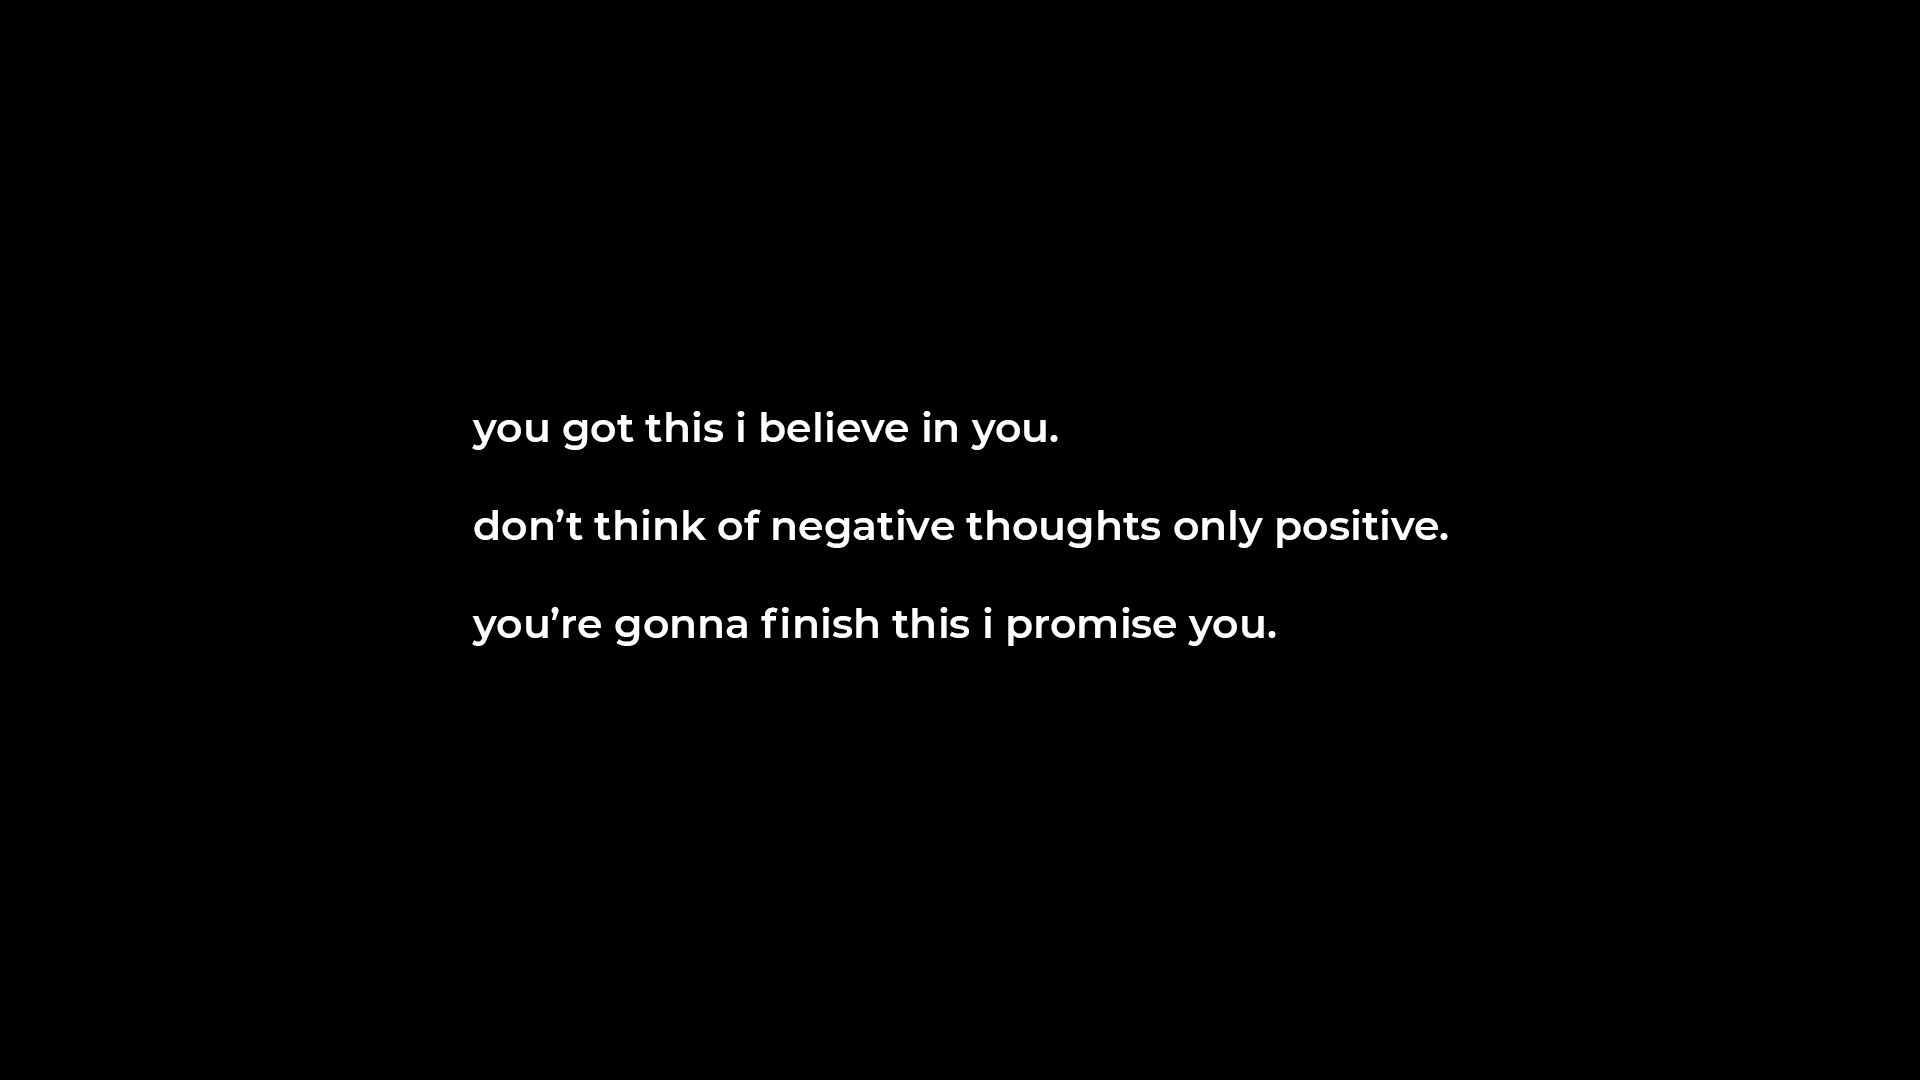 you got this i believe in you.
don’t think of negative thoughts only positive.
you’re gonna finish this i promise you.